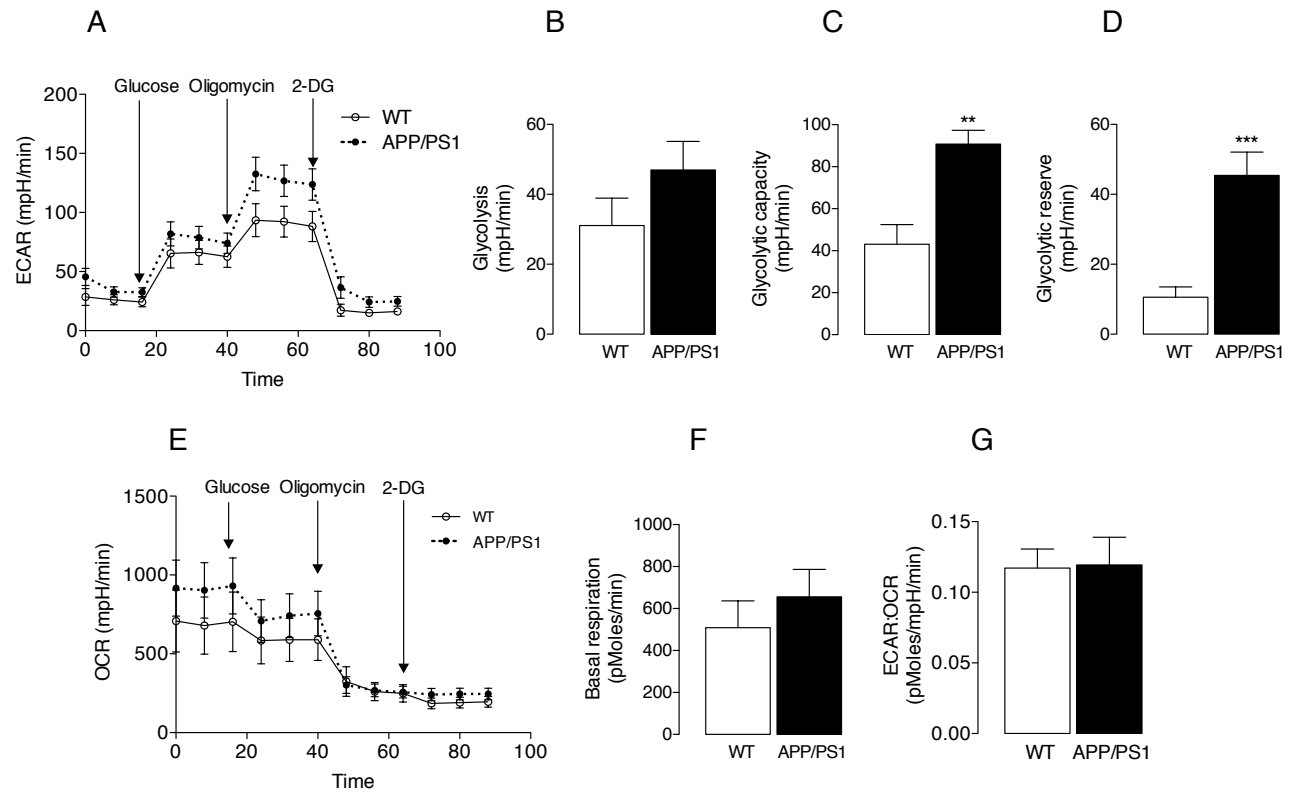 A
B
C
D
Glucose Oligomycin 2-DG
200
150
100
50
0
ECAR (mpH/min)
WT
APP/PS1
0 20 40 60 80 100
Time
60
40
20
0
Glycolysis
(mpH/min)
WT APP/PS1
**
100
80
60
40
20
0
Glycolytic capacity
(mpH/min)
WT APP/PS1
***
60
40
20
0
Glycolytic reserve
(mpH/min)
WT APP/PS1
E
F
G
Glucose Oligomycin 2-DG
1500
1000
500
0
OCR (mpH/min)
WT
APP/PS1
0 20 40 60 80 100
Time
1000
800
600
400
200
0
Basal respiration
(pMoles/min)
WT APP/PS1
0.15
0.10
0.05
0.00
ECAR:OCR
(pMoles/mpH/min)
WT APP/PS1